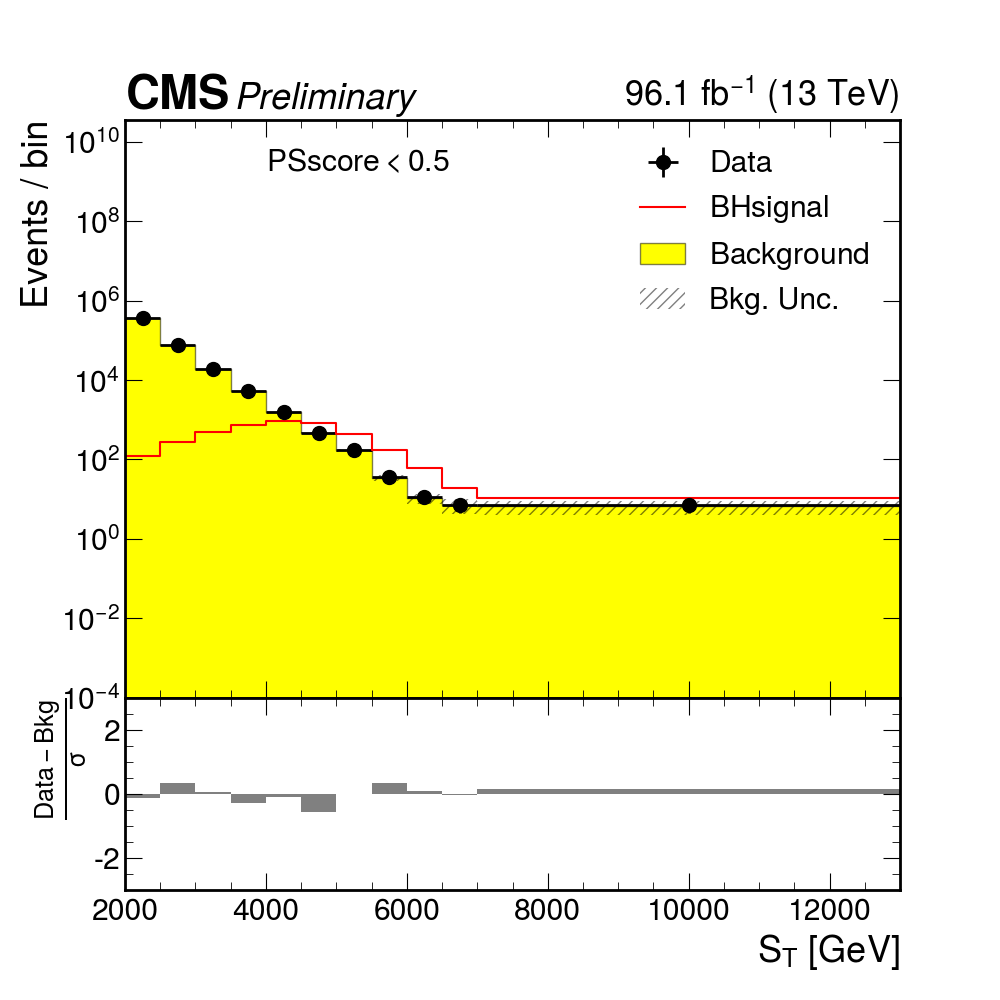 CMS Preliminary 96.1 fb⁻¹ (13 TeV)
Events / bin
10¹⁰
10⁸
10⁶
10⁴
10²
10⁰
10⁻²
10⁻⁴
PSscore < 0.5
Data
BHsignal
Background
Bkg. Unc.
Data − Bkg
σ
2
0
-2
2000 4000 6000 8000 10000 12000
S_T [GeV]